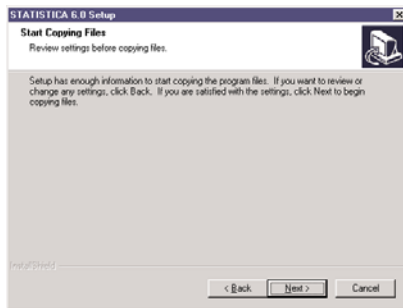 STATISTICA 6.0 Setup
Start Copying Files
Review settings before copying files.
Setup has enough information to start copying the program files. If you want to review or
change any settings, click Back. If you are satisfied with the settings, click Next to begin
copying files.
InstallShield
< Back
Next >
Cancel